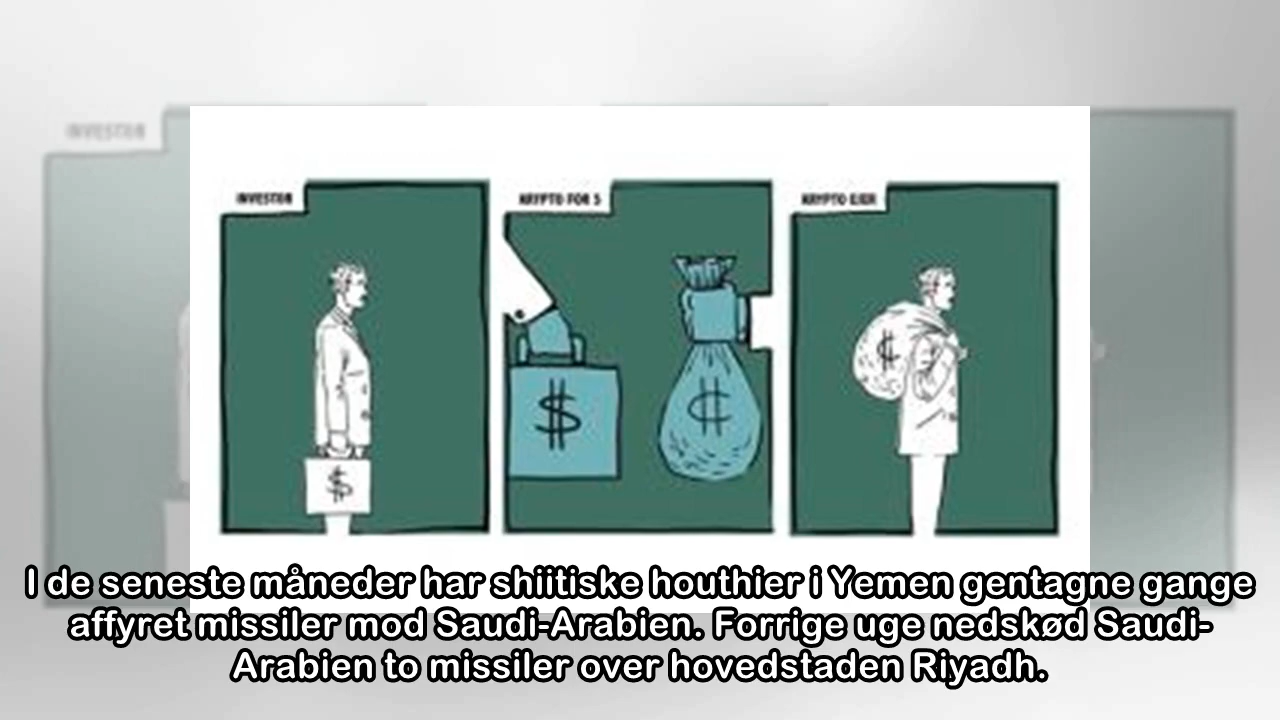 INVESTOR
INVESTOR
KRYPTO FOR $
KRYPTO EJER
$
$
₵
₵
I de seneste måneder har shiitiske houthier i Yemen gentagne gange
affyret missiler mod Saudi-Arabien. Forrige uge nedskød Saudi-
Arabien to missiler over hovedstaden Riyadh.